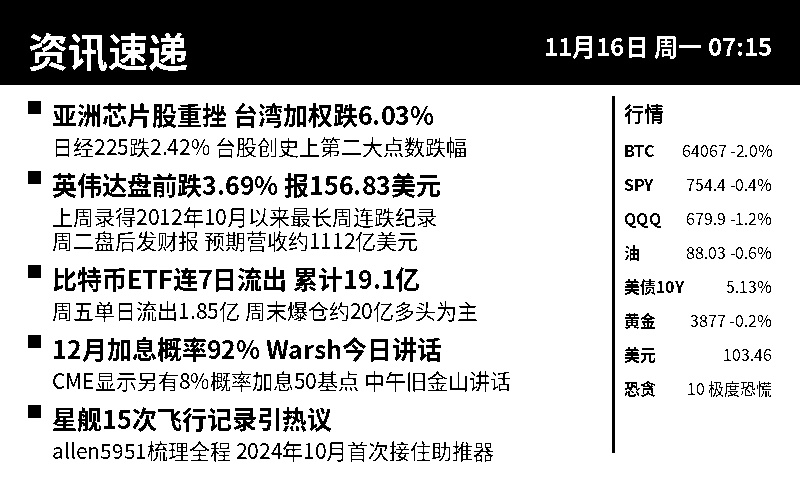 资讯速递
11月16日 周一 07:15
亚洲芯片股重挫 台湾加权跌6.03%
日经225跌2.42% 台股创史上第二大点数跌幅
英伟达盘前跌3.69% 报156.83美元
上周录得2012年10月以来最长周连跌纪录
周二盘后发财报 预期营收约1112亿美元
比特币ETF连7日流出 累计19.1亿
周五单日流出1.85亿 周末爆仓约20亿多头为主
12月加息概率92% Warsh今日讲话
CME显示另有8%概率加息50基点 中午旧金山讲话
星舰15次飞行记录引热议
allen5951梳理全程 2024年10月首次接住助推器
行情
BTC 64067 -2.0%
SPY 754.4 -0.4%
QQQ 679.9 -1.2%
油 88.03 -0.6%
美债10Y 5.13%
黄金 3877 -0.2%
美元 103.46
恐贪 10 极度恐慌